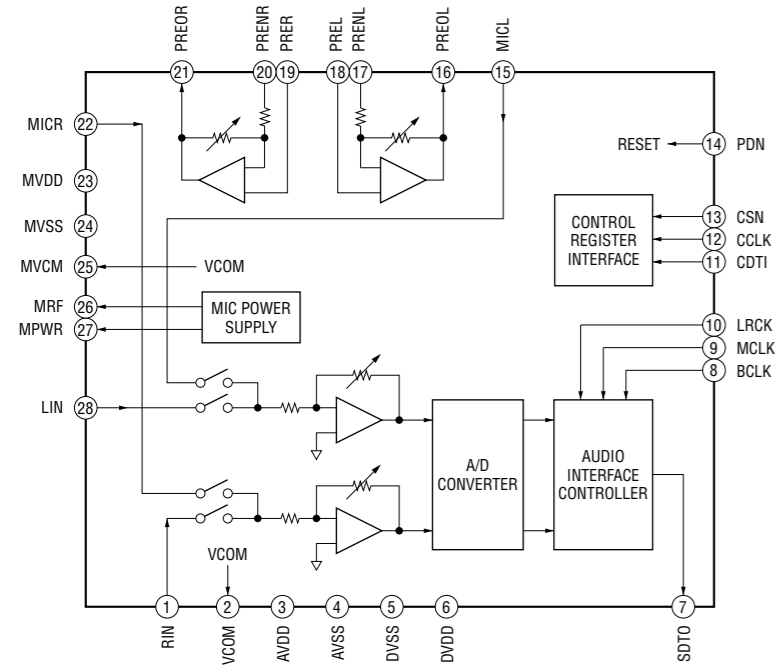 PREOR
PRENR
PRER
PREL
PRENL
PREOL
MICL
21
20
19
18
17
16
15
MICR
22
MVDD
23
MVSS
24
MVCM
25
VCOM
MRF
26
MPWR
27
MIC POWER
SUPPLY
LIN
28
RESET
14
PDN
CONTROL
REGISTER
INTERFACE
13
CSN
12
CCLK
11
CDTI
10
LRCK
9
MCLK
8
BCLK
A/D
CONVERTER
AUDIO
INTERFACE
CONTROLLER
VCOM
1
2
3
4
5
6
7
RIN
VCOM
AVDD
AVSS
DVSS
DVDD
SDTO